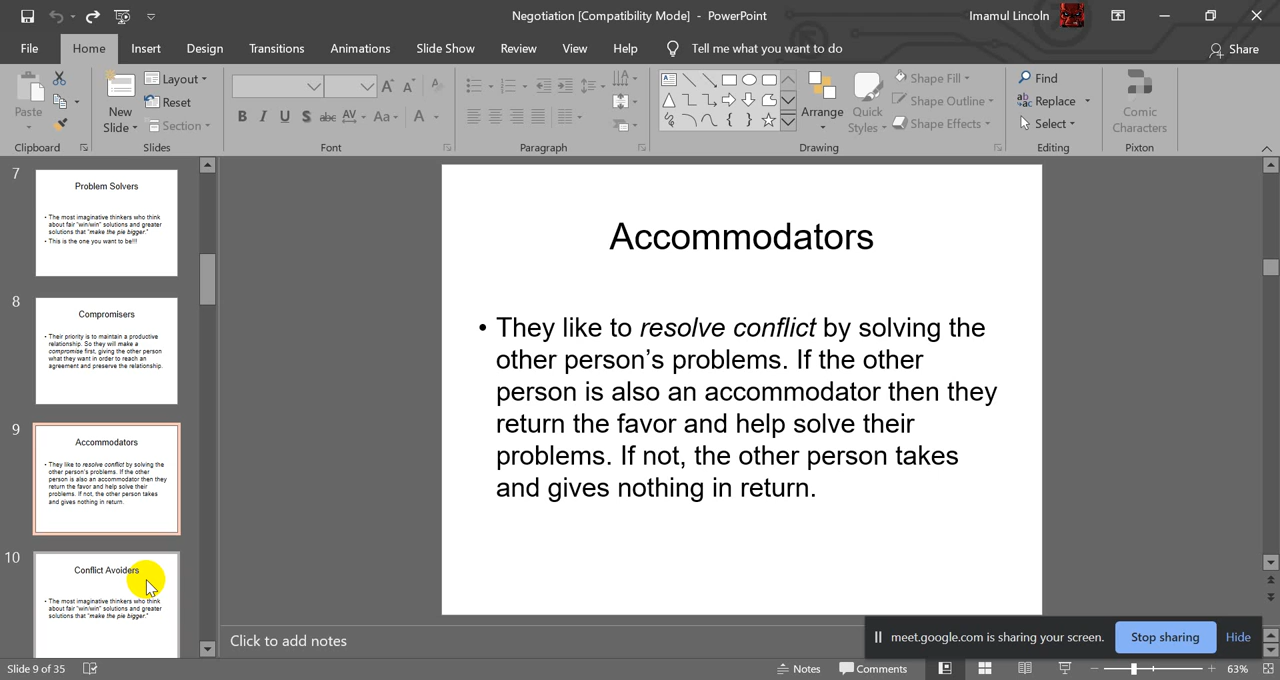 Negotiation [Compatibility Mode] - PowerPoint
Imamul Lincoln
File Home Insert Design Transitions Animations Slide Show Review View Help Tell me what you want to do Share
Paste
Clipboard
New Slide
Layout
Reset
Section
Slides
B I U S abc AV Aa A
Font
Paragraph
Arrange
Quick Styles
Shape Fill
Shape Outline
Shape Effects
Drawing
Find
Replace
Select
Editing
Comic Characters
Pixton
7
Problem Solvers
• The most imaginative thinkers who think
about fair "win/win" solutions and greater
solutions that "make the pie bigger."
• This is the one you want to be!!!
8
Compromisers
• Their priority is to maintain a productive
relationship. So they will make a
compromise first, giving the other person
what they want in order to reach an
agreement and preserve the relationship.
9
Accommodators
• They like to resolve conflict by solving the
other person's problems. If the other
person is also an accommodator then they
return the favor and help solve their
problems. If not, the other person takes
and gives nothing in return.
10
Conflict Avoiders
• The most imaginative thinkers who think
about fair "win/win" solutions and greater
solutions that "make the pie bigger."
Accommodators
• They like to resolve conflict by solving the
other person's problems. If the other
person is also an accommodator then they
return the favor and help solve their
problems. If not, the other person takes
and gives nothing in return.
Click to add notes
meet.google.com is sharing your screen. Stop sharing Hide
Slide 9 of 35
Notes Comments 63%